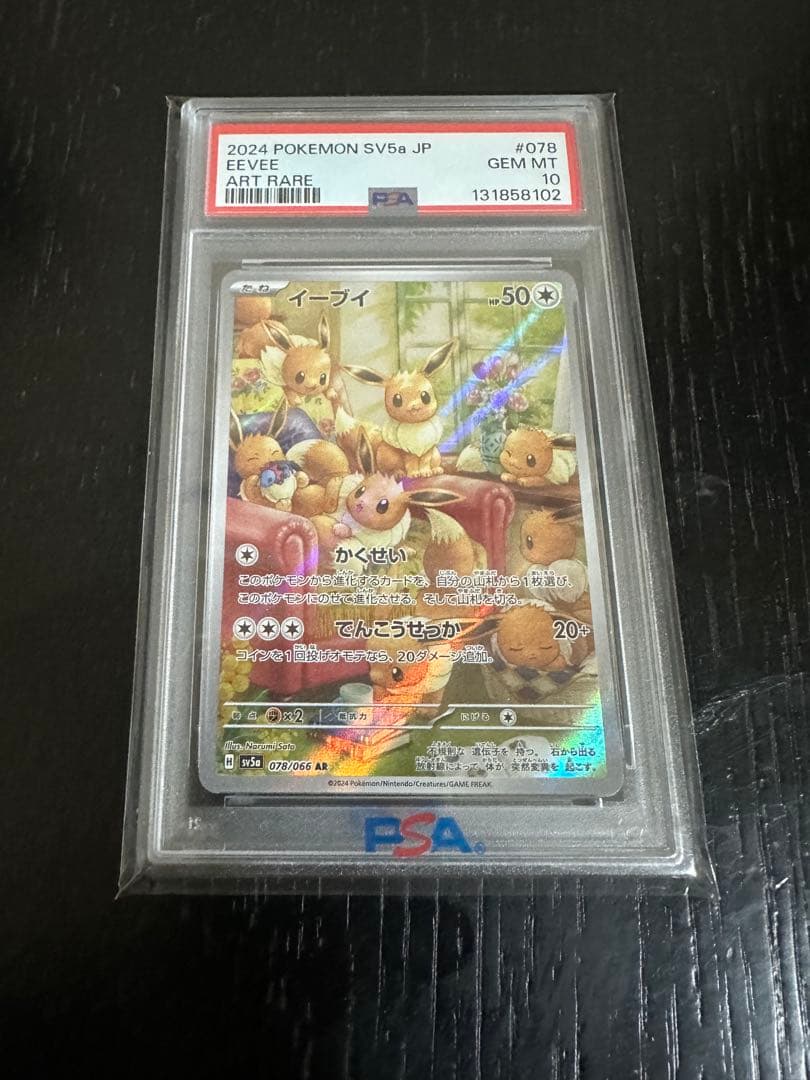 2024 POKEMON SV5a JP #078
EEVEE GEM MT
ART RARE 10
PSA 131858102
たね イーブイ HP50
かくせい
このポケモンから進化するカードを、自分の山札から1枚選び、
このポケモンにのせて進化させる。そして山札を切る。
でんこうせっか 20+
コインを1回投げオモテなら、20ダメージ追加。
弱点 ×2 抵抗力 にげる
Illus. Narumi Sato
不規則な 遺伝子を 持つ。 石から出る
H sv5a 078/066 AR 放射線によって 体が 突然変異を 起こす。
©2024 Pokémon/Nintendo/Creatures/GAME FREAK.
PSA®